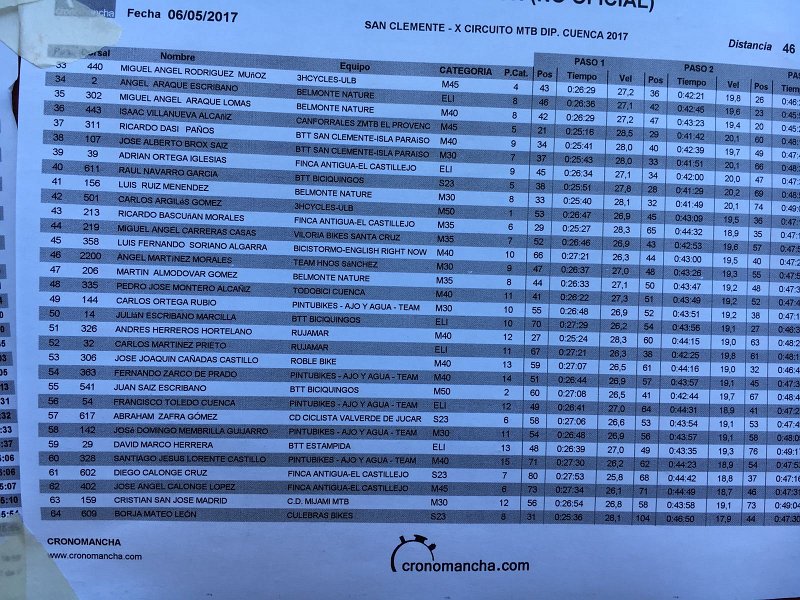 (NO OFICIAL)
cronomancha
Fecha 06/05/2017
SAN CLEMENTE - X CIRCUITO MTB DIP. CUENCA 2017
Distancia 46
PASO 1 PASO 2
Dorsal Nombre Equipo CATEGORIA P.Cat. Pos Tiempo Vel Pos Tiempo Vel Pos Tiempo
33 440 MIGUEL ANGEL RODRIGUEZ MUñOZ 3HCYCLES-ULB M45 4 43 0:26:29 27,2 36 0:42:21 19,8 26
34 2 ANGEL ARAQUE ESCRIBANO BELMONTE NATURE ELI 8 46 0:26:36 27,1 42 0:42:45 19,6 23
35 302 MIGUEL ANGEL ARAQUE LOMAS BELMONTE NATURE M40 8 42 0:26:29 27,2 47 0:43:23 19,4 20
36 443 ISAAC VILLANUEVA ALCAÑIZ CANFORRALES ZMTB EL PROVENC M45 5 21 0:25:16 28,5 29 0:41:42 20,1 60
37 311 RICARDO DASI PAÑOS BTT SAN CLEMENTE-ISLA PARAISO M40 9 34 0:25:41 28,0 40 0:42:39 19,7 49
38 107 JOSE ALBERTO BROX SAIZ BTT SAN CLEMENTE-ISLA PARAISO M30 7 37 0:25:43 28,0 33 0:41:51 20,1 66
39 39 ADRIAN ORTEGA IGLESIAS FINCA ANTIGUA-EL CASTILLEJO ELI 9 45 0:26:34 27,1 34 0:42:00 20,0 47
40 611 RAUL NAVARRO GARCIA BTT BICIQUINGOS S23 5 38 0:25:51 27,8 28 0:41:29 20,2 69
41 156 LUIS RUIZ MENENDEZ BELMONTE NATURE M30 8 33 0:25:40 28,1 32 0:41:49 20,1 74
42 501 CARLOS ARGILéS GOMEZ 3HCYCLES-ULB M50 1 53 0:26:47 26,9 45 0:43:09 19,5 36
43 213 RICARDO BASCUñAN MORALES FINCA ANTIGUA-EL CASTILLEJO M35 6 29 0:25:27 28,3 65 0:44:32 18,9 35
44 219 MIGUEL ANGEL CARRERAS CASAS VILORIA BIKES SANTA CRUZ M35 7 52 0:26:46 26,9 43 0:42:53 19,6 57
45 358 LUIS FERNANDO SORIANO ALGARRA BICISTORMO-ENGLISH RIGHT NOW M40 10 66 0:27:21 26,3 44 0:43:00 19,5 40
46 2200 ANGEL MARTíNEZ MORALES TEAM HNOS SáNCHEZ M30 9 47 0:26:37 27,0 48 0:43:26 19,3 55
47 206 MARTIN ALMODOVAR GOMEZ BELMONTE NATURE M35 8 44 0:26:33 27,1 50 0:43:47 19,2 48
48 335 PEDRO JOSE MONTERO ALCAÑIZ TODOBICI CUENCA M40 11 41 0:26:22 27,3 51 0:43:49 19,2 52
49 144 CARLOS ORTEGA RUBIO PINTUBIKES - AJO Y AGUA - TEAM M30 10 55 0:26:48 26,9 52 0:43:51 19,2 38
50 14 JULIáN ESCRIBANO MARCILLA BTT BICIQUINGOS ELI 10 70 0:27:29 26,2 54 0:43:56 19,1 27
51 326 ANDRES HERREROS HORTELANO RUJAMAR M40 12 27 0:25:24 28,3 60 0:44:15 19,0 63
52 32 CARLOS MARTINEZ PRIETO RUJAMAR ELI 11 67 0:27:21 26,3 38 0:42:25 19,8 61
53 306 JOSE JOAQUIN CAÑADAS CASTILLO ROBLE BIKE M40 13 59 0:27:07 26,5 61 0:44:16 19,0 32
54 363 FERNANDO ZARCO DE PRADO PINTUBIKES - AJO Y AGUA - TEAM M40 14 51 0:26:44 26,9 57 0:43:57 19,1 45
55 541 JUAN SAIZ ESCRIBANO BTT BICIQUINGOS M50 2 60 0:27:08 26,5 41 0:42:44 19,7 67
56 54 FRANCISCO TOLEDO CUENCA PINTUBIKES - AJO Y AGUA - TEAM ELI 12 49 0:26:41 27,0 64 0:44:31 18,9 41
57 617 ABRAHAM ZAFRA GÓMEZ CD CICLISTA VALVERDE DE JUCAR S23 6 58 0:27:06 26,6 53 0:43:54 19,1 53
58 142 JOSé DOMINGO MEMBRILLA GUIJARRO PINTUBIKES - AJO Y AGUA - TEAM M30 11 54 0:26:48 26,9 56 0:43:57 19,1 58
59 29 DAVID MARCO HERRERA BTT ESTAMPIDA ELI 13 48 0:26:39 27,0 49 0:43:35 19,3 76
60 328 SANTIAGO JESUS LORENTE CASTILLO PINTUBIKES - AJO Y AGUA - TEAM M40 15 71 0:27:30 26,2 62 0:44:23 18,9 54
61 602 DIEGO CALONGE CRUZ FINCA ANTIGUA-EL CASTILLEJO S23 7 80 0:27:53 25,8 68 0:44:42 18,8 37
62 402 JOSE ANGEL CALONGE LOPEZ FINCA ANTIGUA-EL CASTILLEJO M45 6 73 0:27:34 26,1 71 0:44:49 18,7 46
63 159 CRISTIAN SAN JOSE MADRID C.D. MIJAMI MTB M30 12 56 0:26:54 26,8 58 0:43:58 19,1 73
64 609 BORJA MATEO LEÓN CULEBRAS BIKES S23 8 31 0:25:36 28,1 104 0:46:50 17,9 44
CRONOMANCHA
www.cronomancha.com
cronomancha.com